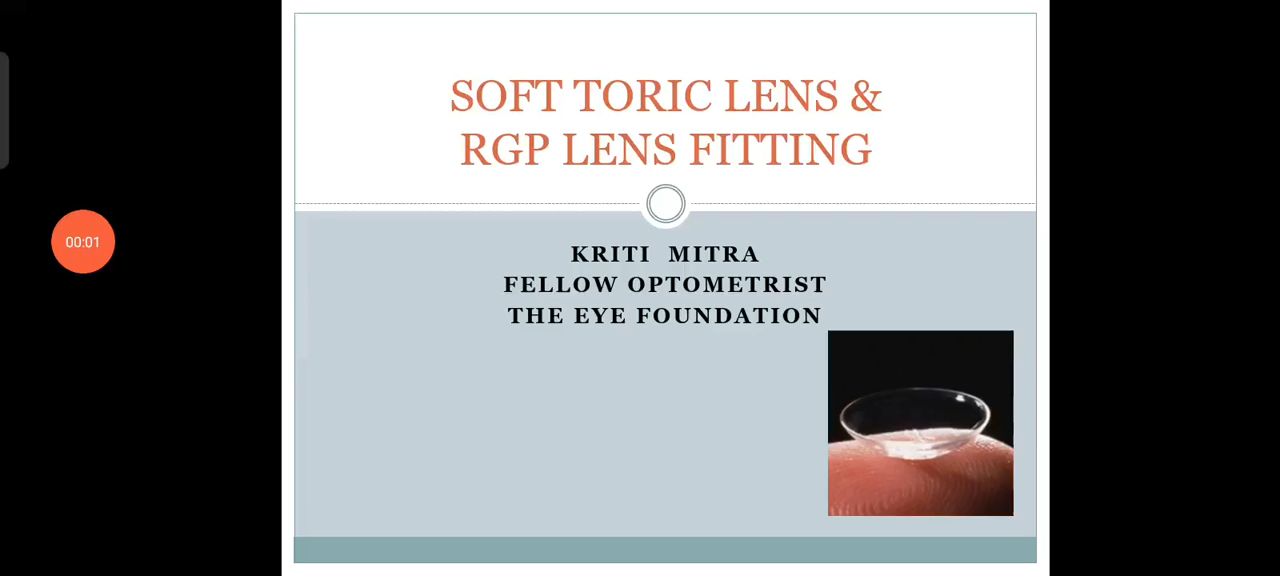 SOFT TORIC LENS &
RGP LENS FITTING
00:01
KRITI MITRA
FELLOW OPTOMETRIST
THE EYE FOUNDATION